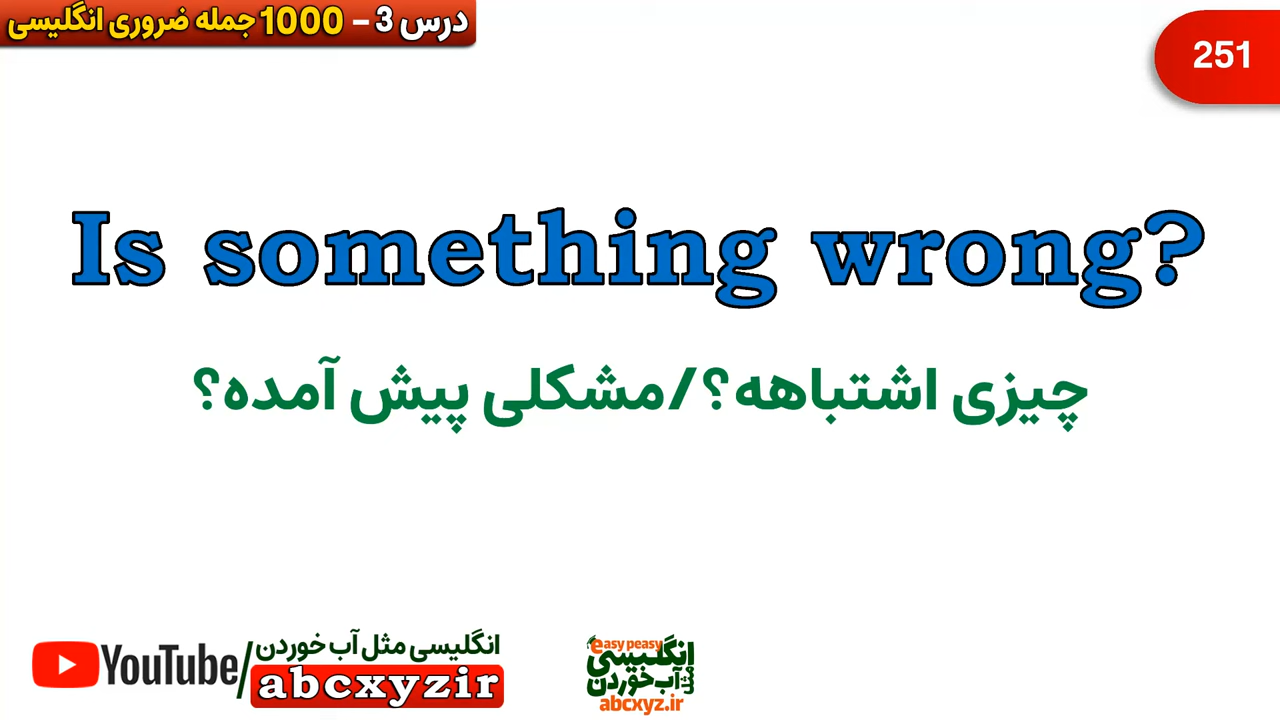 درس 3 – 1000 جمله ضروری انگلیسی
251
Is something wrong?
چیزی اشتباهه؟/مشکلی پیش آمده؟
YouTube/
انگلیسی مثل آب خوردن
abcxyzir
easy peasy
انگلیسی
مثل آب خوردن
abcxyz.ir